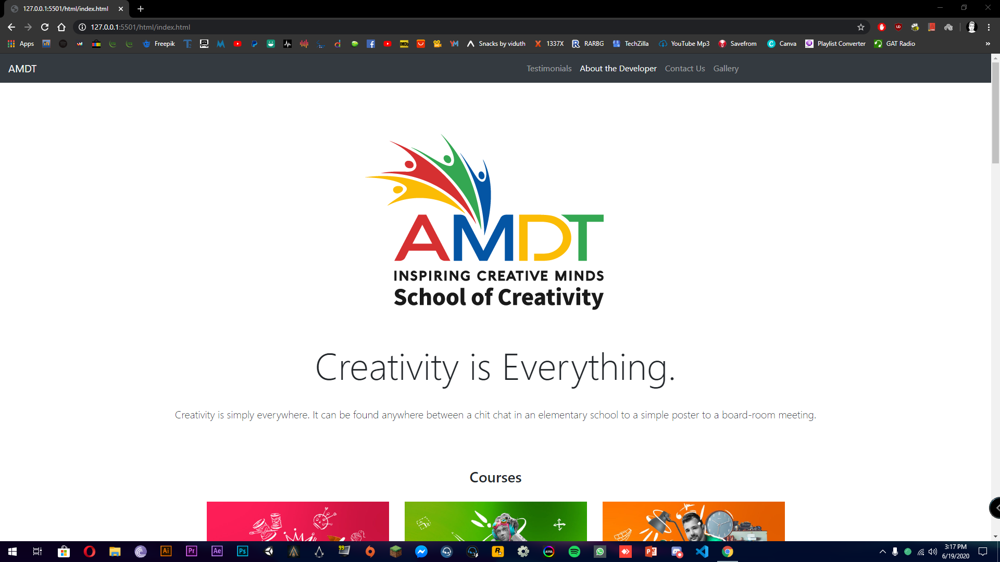 127.0.0.1:5501/html/index.html
127.0.0.1:5501/html/index.html
Apps Freepik Snacks by viduth 1337X RARBG TechZilla YouTube Mp3 Savefrom Canva Playlist Converter GAT Radio
AMDT Testimonials About the Developer Contact Us Gallery
AMDT
INSPIRING CREATIVE MINDS
School of Creativity
Creativity is Everything.
Creativity is simply everywhere. It can be found anywhere between a chit chat in an elementary school to a simple poster to a board-room meeting.
Courses
Ai Pr Ae Ps 99 AURA
3:17 PM
6/19/2020